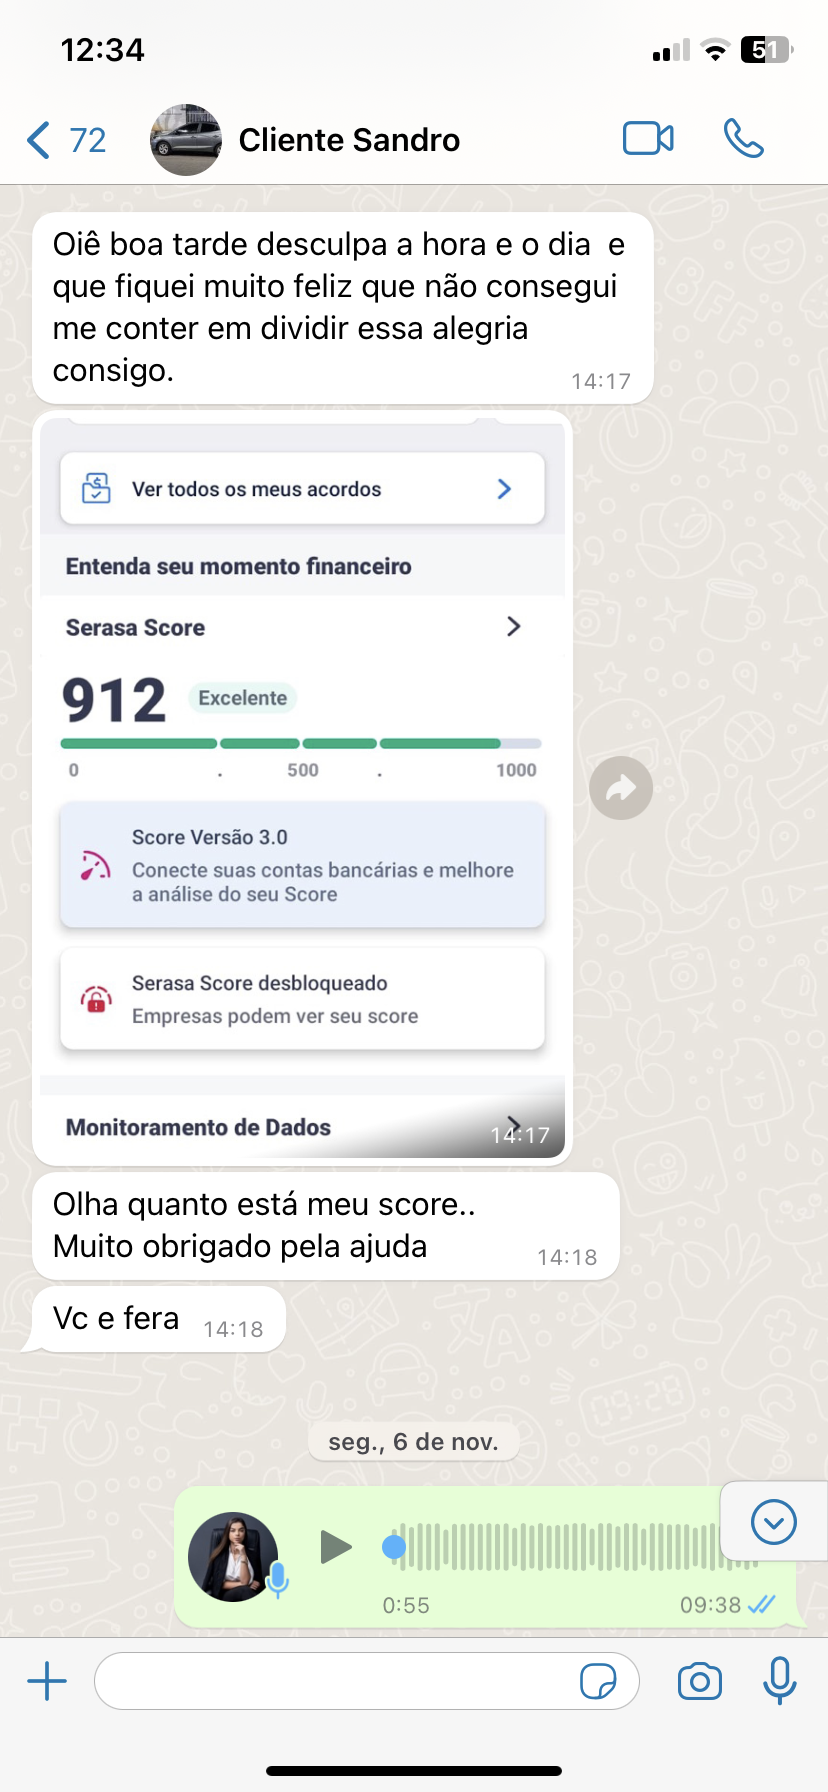 12:34
51
72
Cliente Sandro
Oiê boa tarde desculpa a hora e o dia  e
que fiquei muito feliz que não consegui
me conter em dividir essa alegria
consigo.
14:17
Ver todos os meus acordos
Entenda seu momento financeiro
Serasa Score
912 Excelente
0 . 500 . 1000
Score Versão 3.0
Conecte suas contas bancárias e melhore
a análise do seu Score
Serasa Score desbloqueado
Empresas podem ver seu score
Monitoramento de Dados
14:17
Olha quanto está meu score..
Muito obrigado pela ajuda
14:18
Vc e fera 14:18
seg., 6 de nov.
0:55 09:38